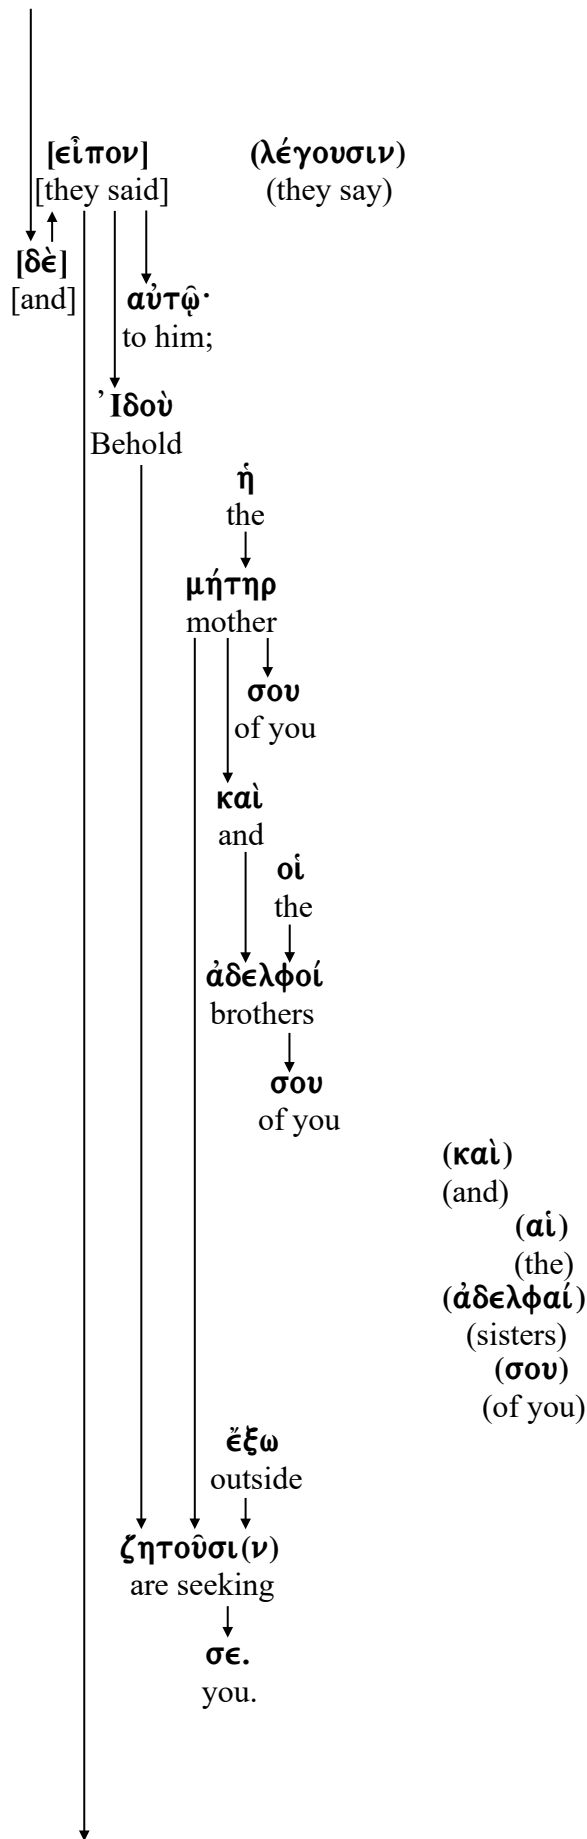 [εἶπον] (λέγουσιν)
[they said] (they say)
[δὲ]
[and]
αὐτῷ·
to him;
Ἰδοὺ
Behold
ἡ
the
μήτηρ
mother
σου
of you
καὶ
and
οἱ
the
ἀδελφοί
brothers
σου
of you
(καὶ)
(and)
(αἱ)
(the)
(ἀδελφαί)
(sisters)
(σου)
(of you)
ἔξω
outside
ζητοῦσι(ν)
are seeking
σε.
you.